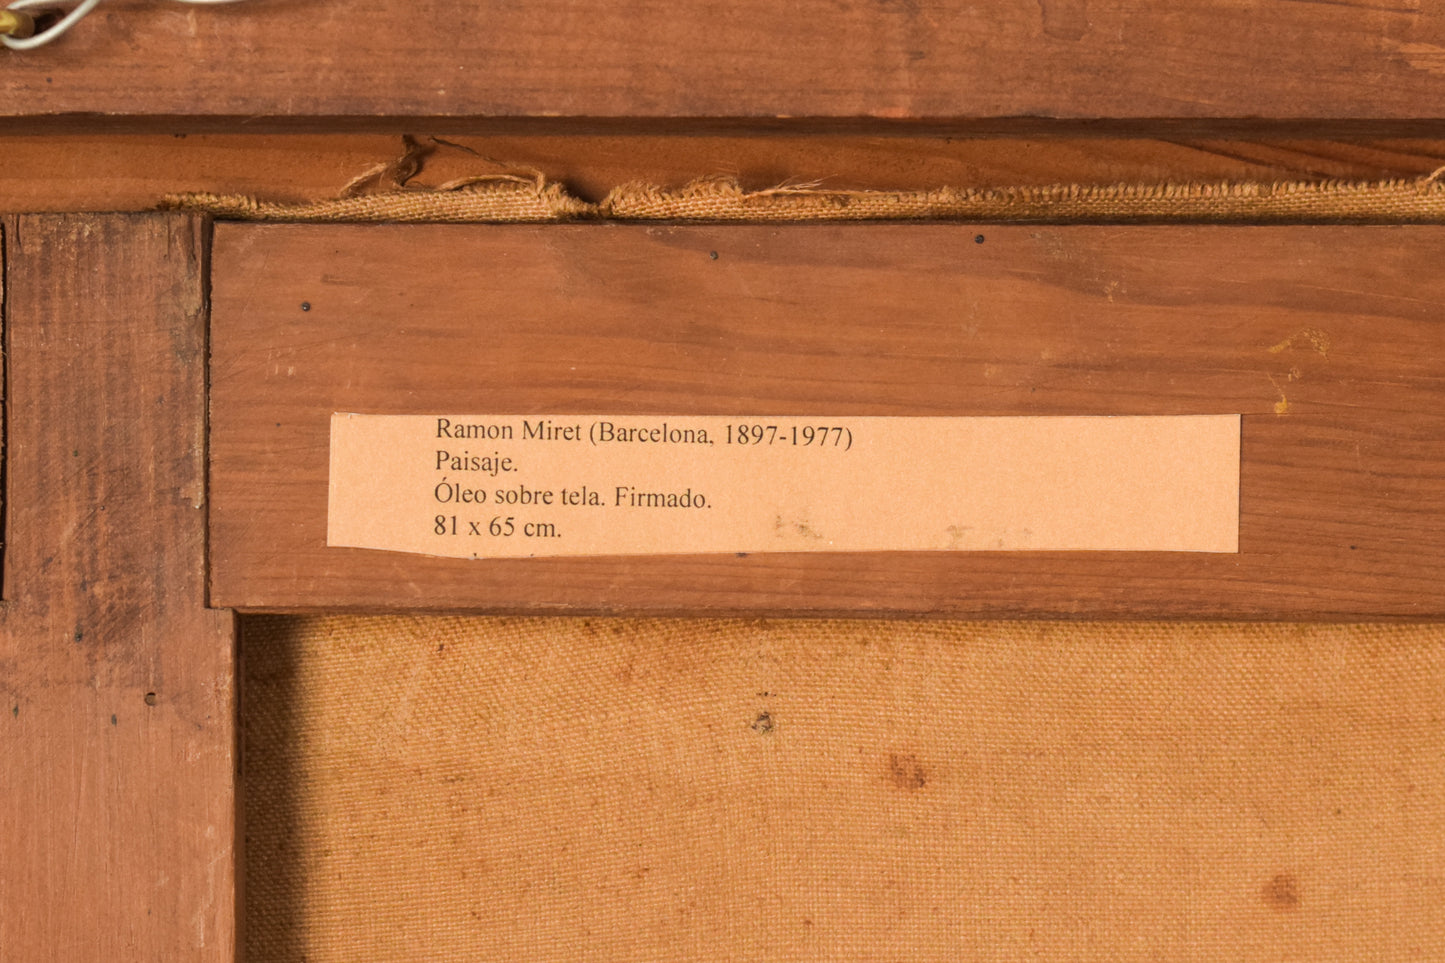 Ramon Miret (Barcelona, 1897-1977)
Paisaje.
Óleo sobre tela. Firmado.
81 x 65 cm.